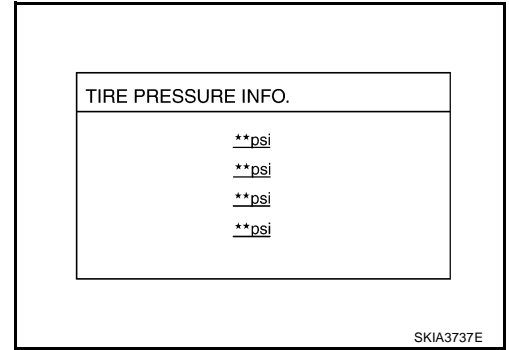 TIRE PRESSURE INFO.
**psi
**psi
**psi
**psi
SKIA3737E